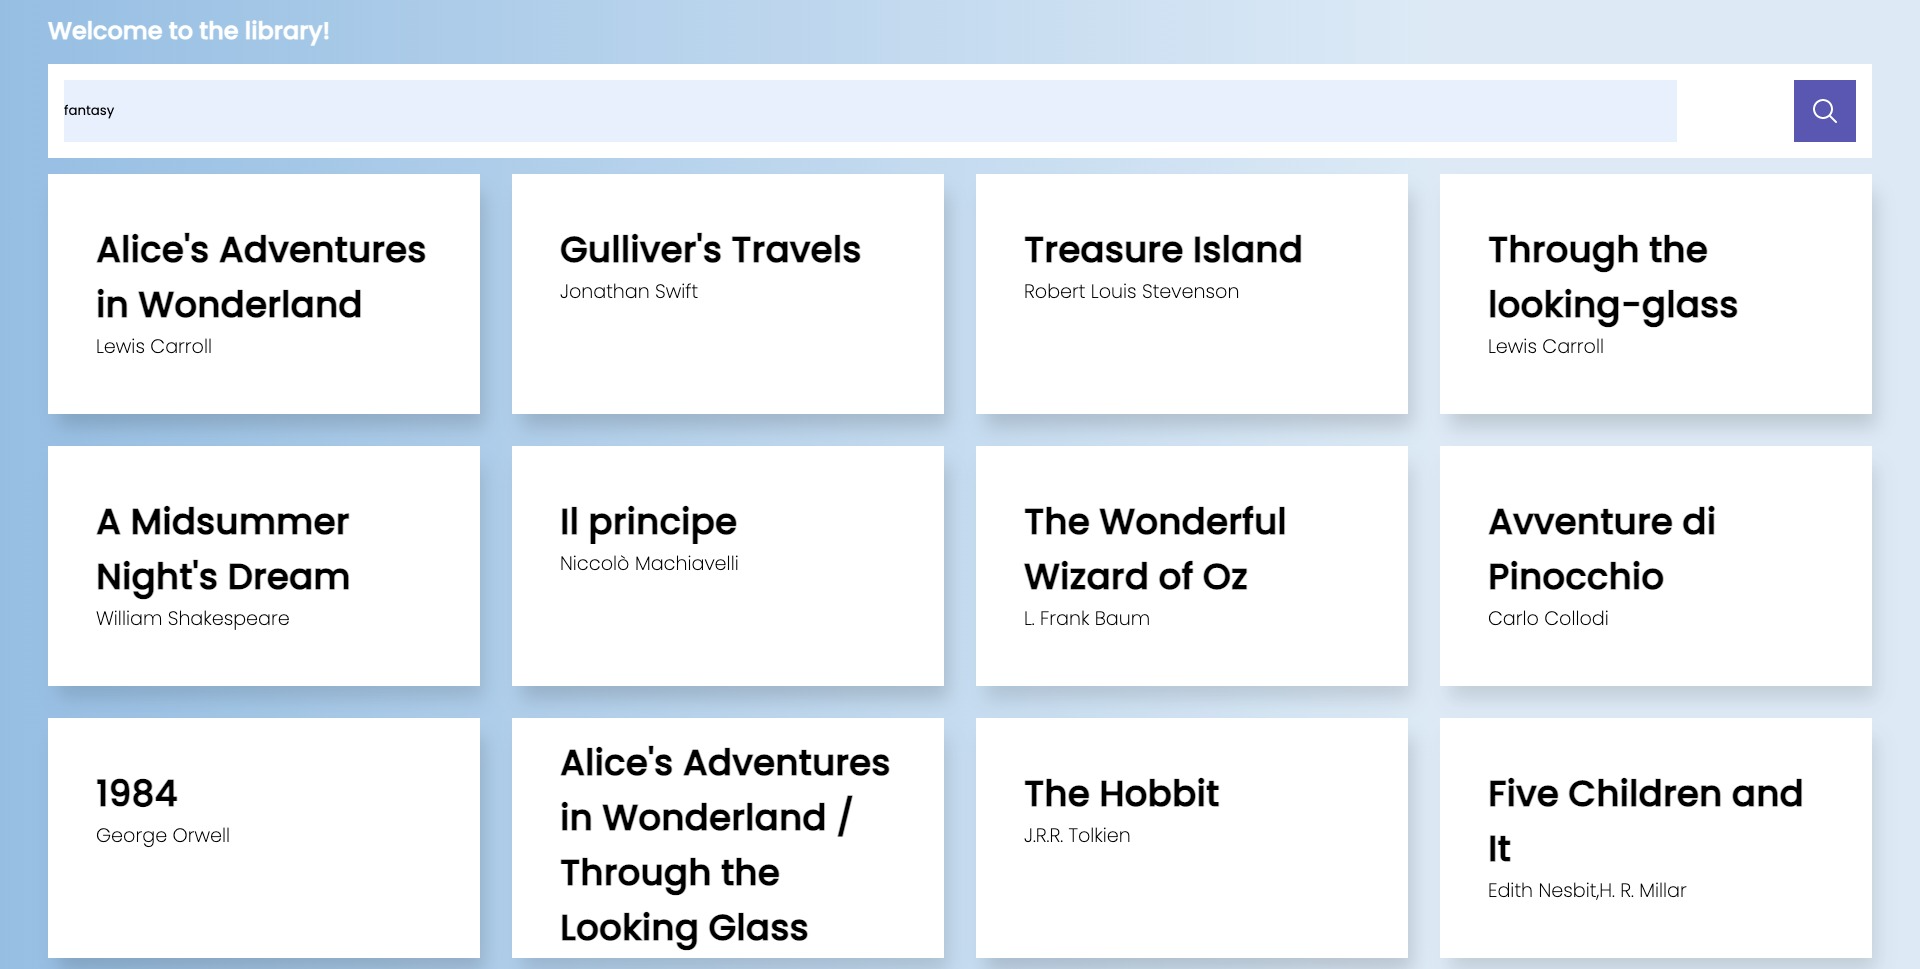 Welcome to the library!
fantasy
Alice's Adventures
in Wonderland
Lewis Carroll
Gulliver's Travels
Jonathan Swift
Treasure Island
Robert Louis Stevenson
Through the
looking-glass
Lewis Carroll
A Midsummer
Night's Dream
William Shakespeare
Il principe
Niccolò Machiavelli
The Wonderful
Wizard of Oz
L. Frank Baum
Avventure di
Pinocchio
Carlo Collodi
1984
George Orwell
Alice's Adventures
in Wonderland /
Through the
Looking Glass
The Hobbit
J.R.R. Tolkien
Five Children and
It
Edith Nesbit,H. R. Millar